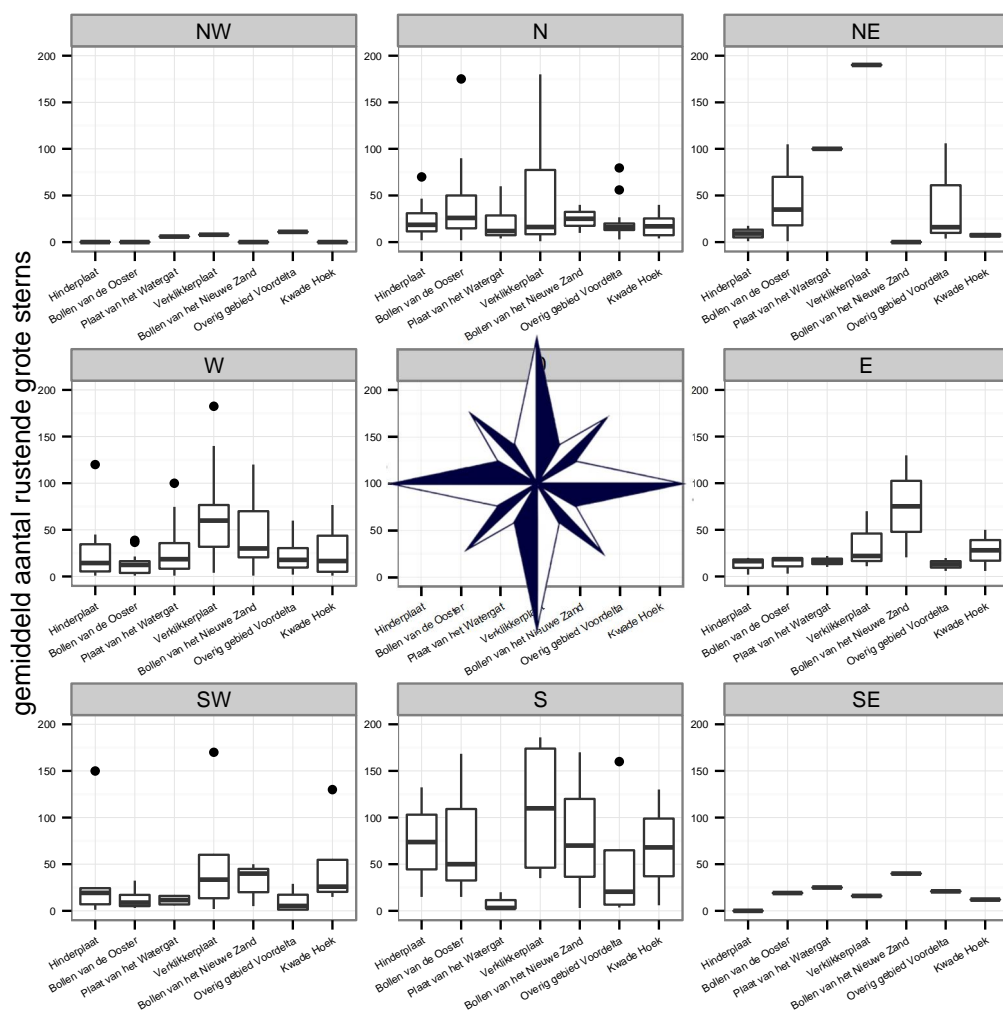 gemiddeld aantal rustende grote sterns
NW
N
NE
200
150
100
50
0
200
150
100
50
0
200
150
100
50
0
Hinderplaat
Bollen van de Ooster
Plaat van het Watergat
Verklikkerplaat
Bollen van het Nieuwe Zand
Overig gebied Voordelta
Kwade Hoek
Hinderplaat
Bollen van de Ooster
Plaat van het Watergat
Verklikkerplaat
Bollen van het Nieuwe Zand
Overig gebied Voordelta
Kwade Hoek
Hinderplaat
Bollen van de Ooster
Plaat van het Watergat
Verklikkerplaat
Bollen van het Nieuwe Zand
Overig gebied Voordelta
Kwade Hoek
W
E
200
150
100
50
0
200
150
100
50
0
200
150
100
50
0
Hinderplaat
Bollen van de Ooster
Plaat van het Watergat
Verklikkerplaat
Bollen van het Nieuwe Zand
Overig gebied Voordelta
Kwade Hoek
Hinderplaat
Bollen van de Ooster
Plaat van het Watergat
Verklikkerplaat
Bollen van het Nieuwe Zand
Overig gebied Voordelta
Kwade Hoek
Hinderplaat
Bollen van de Ooster
Plaat van het Watergat
Verklikkerplaat
Bollen van het Nieuwe Zand
Overig gebied Voordelta
Kwade Hoek
SW
S
SE
200
150
100
50
0
200
150
100
50
0
200
150
100
50
0
Hinderplaat
Bollen van de Ooster
Plaat van het Watergat
Verklikkerplaat
Bollen van het Nieuwe Zand
Overig gebied Voordelta
Kwade Hoek
Hinderplaat
Bollen van de Ooster
Plaat van het Watergat
Verklikkerplaat
Bollen van het Nieuwe Zand
Overig gebied Voordelta
Kwade Hoek
Hinderplaat
Bollen van de Ooster
Plaat van het Watergat
Verklikkerplaat
Bollen van het Nieuwe Zand
Overig gebied Voordelta
Kwade Hoek